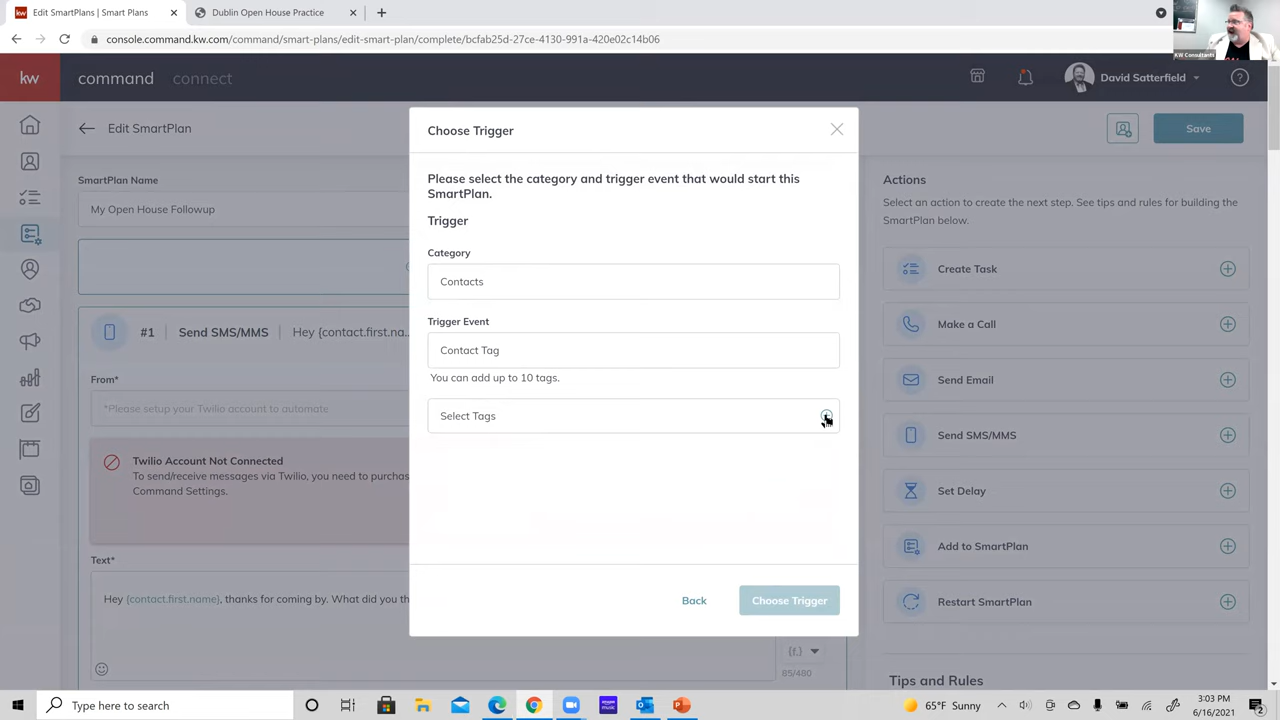 Edit SmartPlans | Smart Plans
Dublin Open House Practice
console.command.kw.com/command/smart-plans/edit-smart-plan/complete/bcfab25d-27ce-4130-991a-420e02c14b06
KW Consultants
kw
command
connect
David Satterfield
Edit SmartPlan
Save
SmartPlan Name
My Open House Followup
#1
Send SMS/MMS
Hey {contact.first.na...
From*
*Please setup your Twilio account to automate
Twilio Account Not Connected
To send/receive messages via Twilio, you need to purchas
Command Settings.
Text*
Hey {contact.first.name}, thanks for coming by. What did you th
{f.}
85/480
Choose Trigger
Please select the category and trigger event that would start this
SmartPlan.
Trigger
Category
Contacts
Trigger Event
Contact Tag
You can add up to 10 tags.
Select Tags
Back
Choose Trigger
Actions
Select an action to create the next step. See tips and rules for building the
SmartPlan below.
Create Task
Make a Call
Send Email
Send SMS/MMS
Set Delay
Add to SmartPlan
Restart SmartPlan
Tips and Rules
Type here to search
amazon music
65°F Sunny
3:03 PM
6/16/2021
2